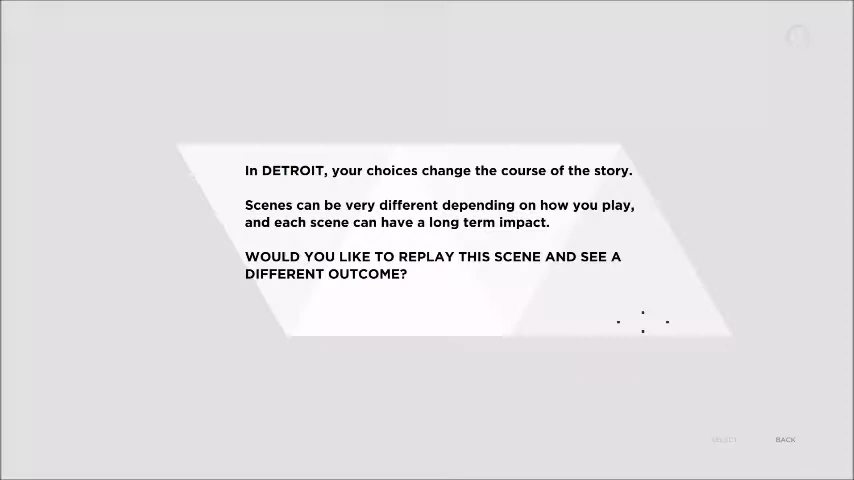 In DETROIT, your choices change the course of the story.
Scenes can be very different depending on how you play,
and each scene can have a long term impact.
WOULD YOU LIKE TO REPLAY THIS SCENE AND SEE A
DIFFERENT OUTCOME?
SELECT BACK